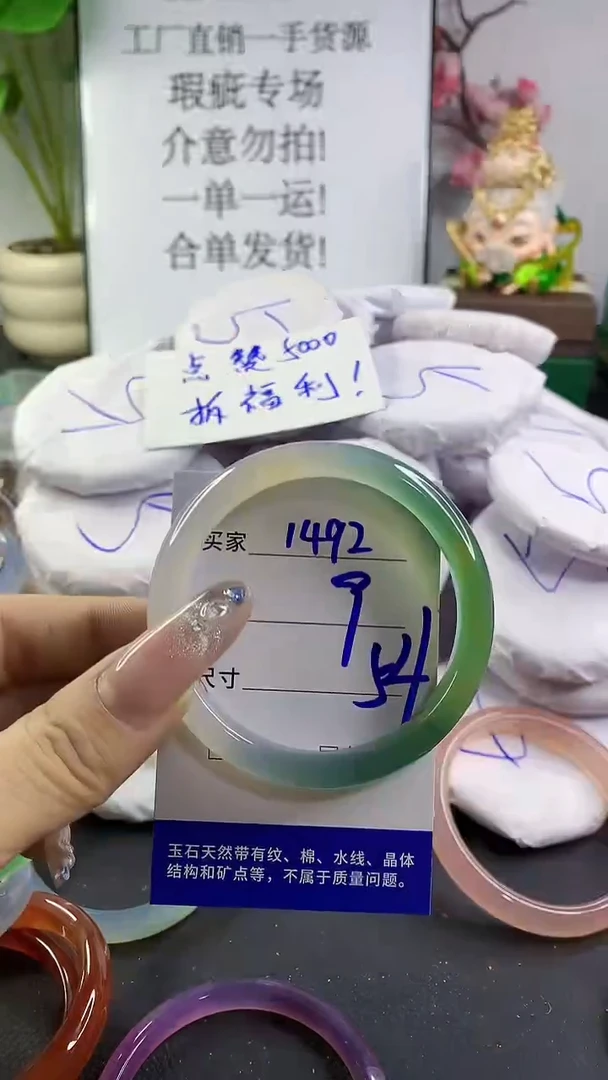 工厂直销一手货源
瑕疵专场
介意勿拍!
一单一运!
合单发货!
点赞5000
拆福利!
买家 1492
9
尺寸 54
玉石天然带有纹、棉、水线、晶体
结构和矿点等，不属于质量问题。